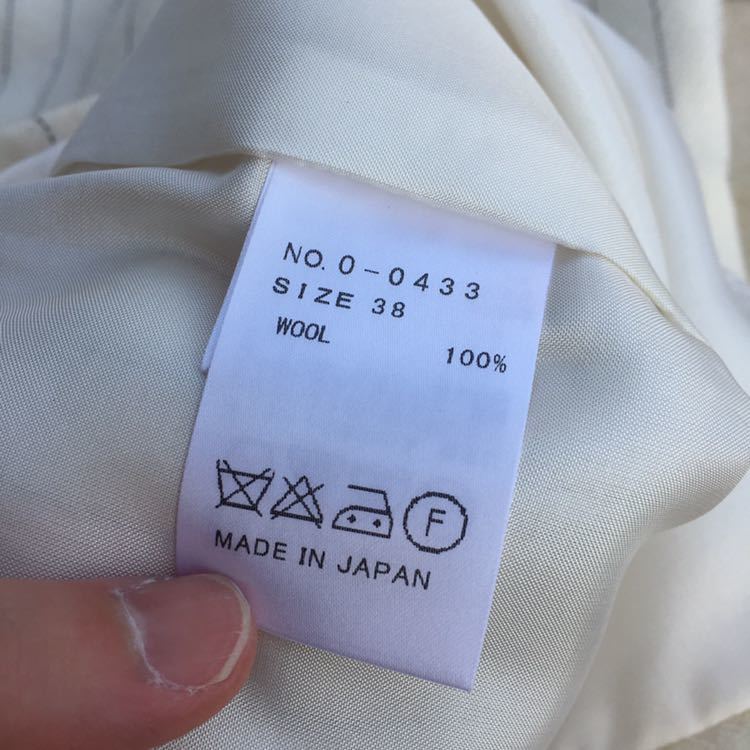 NO. 0-0433
SIZE 38
WOOL 100%
F
MADE IN JAPAN